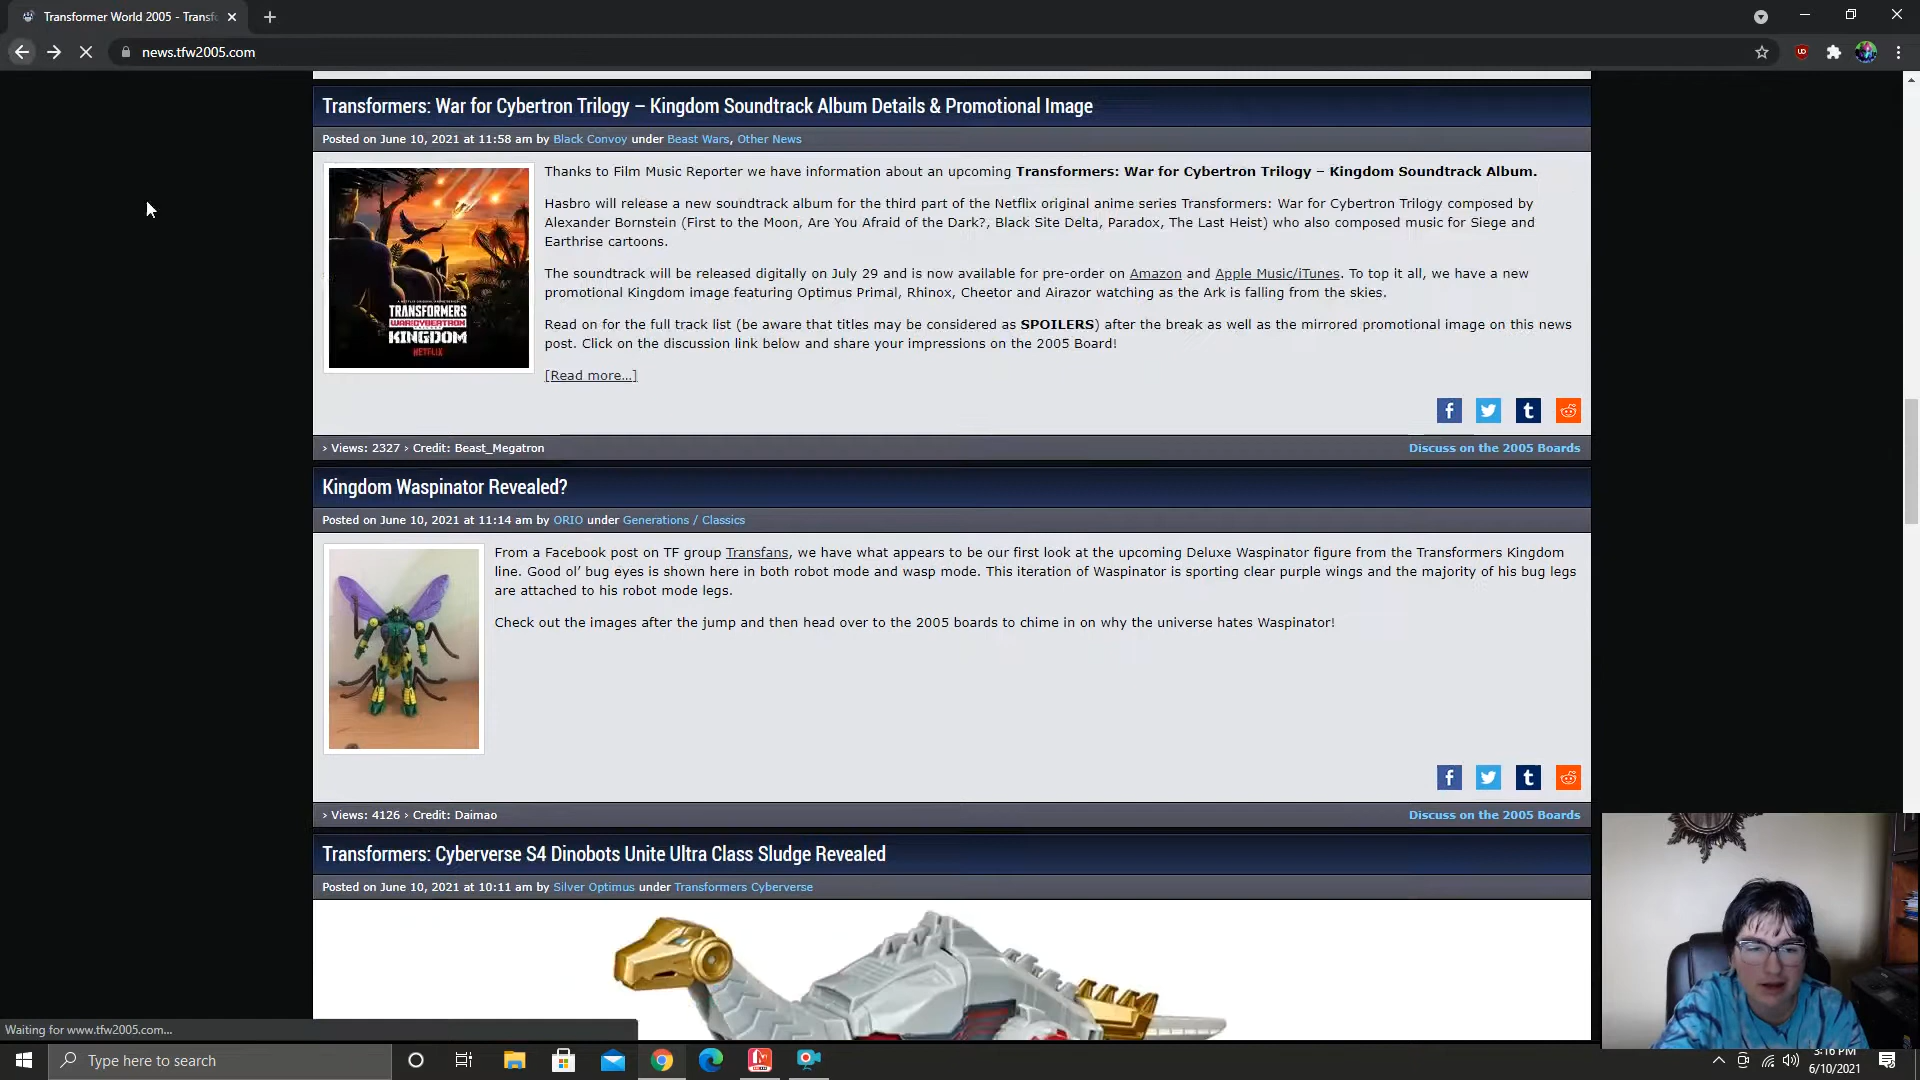 Transformer World 2005 - Transf
news.tfw2005.com
Transformers: War for Cybertron Trilogy – Kingdom Soundtrack Album Details & Promotional Image
Posted on June 10, 2021 at 11:58 am by Black Convoy under Beast Wars, Other News
Thanks to Film Music Reporter we have information about an upcoming Transformers: War for Cybertron Trilogy – Kingdom Soundtrack Album.
Hasbro will release a new soundtrack album for the third part of the Netflix original anime series Transformers: War for Cybertron Trilogy composed by
Alexander Bornstein (First to the Moon, Are You Afraid of the Dark?, Black Site Delta, Paradox, The Last Heist) who also composed music for Siege and
Earthrise cartoons.
The soundtrack will be released digitally on July 29 and is now available for pre-order on Amazon and Apple Music/iTunes. To top it all, we have a new
promotional Kingdom image featuring Optimus Primal, Rhinox, Cheetor and Airazor watching as the Ark is falling from the skies.
TRANSFORMERS
WAR FOR CYBERTRON
KINGDOM
NETFLIX
Read on for the full track list (be aware that titles may be considered as SPOILERS) after the break as well as the mirrored promotional image on this news
post. Click on the discussion link below and share your impressions on the 2005 Board!
[Read more...]
› Views: 2327 › Credit: Beast_Megatron
Discuss on the 2005 Boards
Kingdom Waspinator Revealed?
Posted on June 10, 2021 at 11:14 am by ORIO under Generations / Classics
From a Facebook post on TF group Transfans, we have what appears to be our first look at the upcoming Deluxe Waspinator figure from the Transformers Kingdom
line. Good ol’ bug eyes is shown here in both robot mode and wasp mode. This iteration of Waspinator is sporting clear purple wings and the majority of his bug legs
are attached to his robot mode legs.
Check out the images after the jump and then head over to the 2005 boards to chime in on why the universe hates Waspinator!
› Views: 4126 › Credit: Daimao
Discuss on the 2005 Boards
Transformers: Cyberverse S4 Dinobots Unite Ultra Class Sludge Revealed
Posted on June 10, 2021 at 10:11 am by Silver Optimus under Transformers Cyberverse
Waiting for www.tfw2005.com...
Type here to search
3:16 PM
6/10/2021